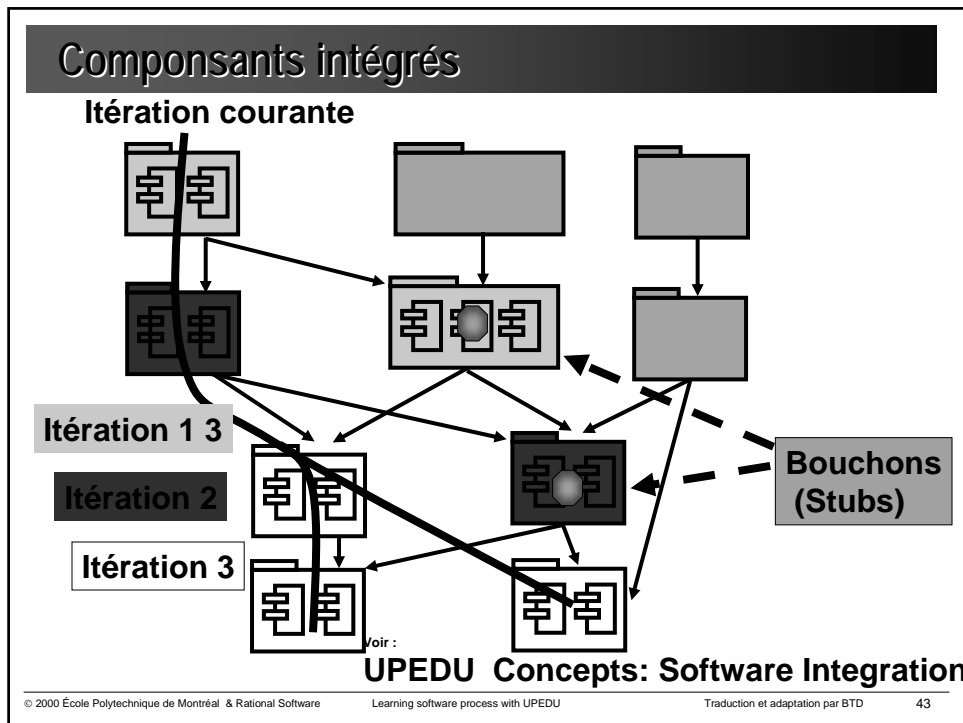 Componsants intégrés
Itération courante
Itération 1 3
Itération 2
Itération 3
Bouchons
(Stubs)
Voir :
UPEDU Concepts: Software Integration
© 2000 École Polytechnique de Montréal & Rational Software
Learning software process with UPEDU
Traduction et adaptation par BTD
43